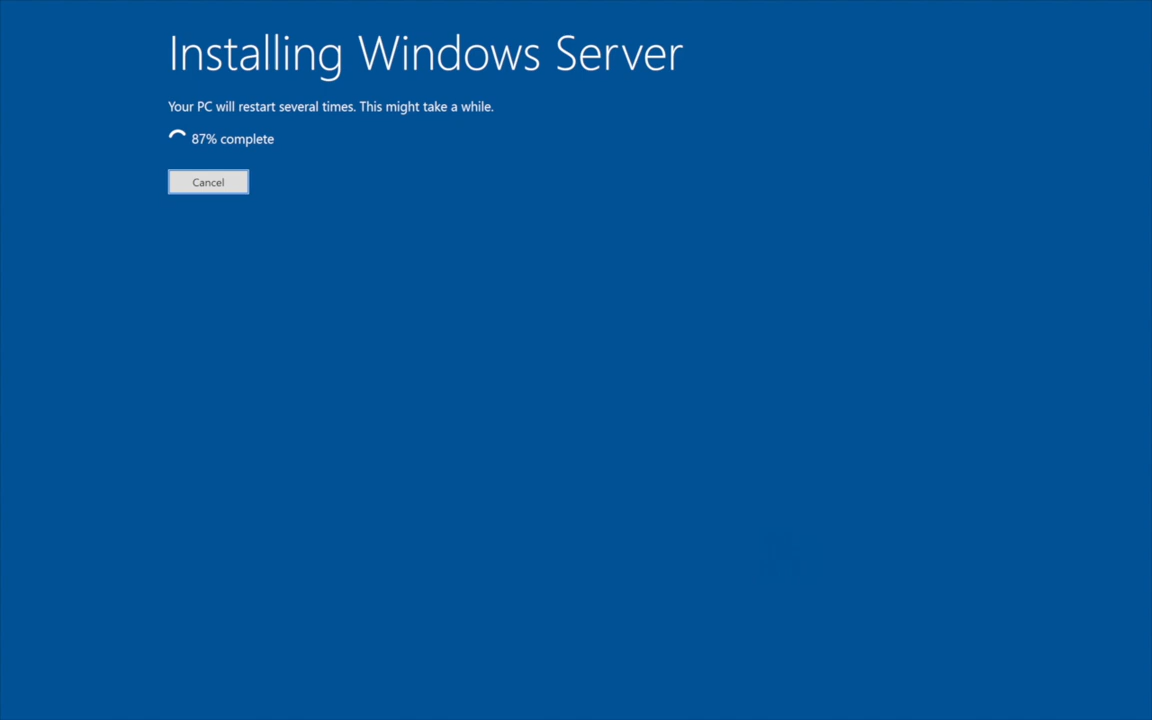 Installing Windows Server
Your PC will restart several times. This might take a while.
87% complete
Cancel